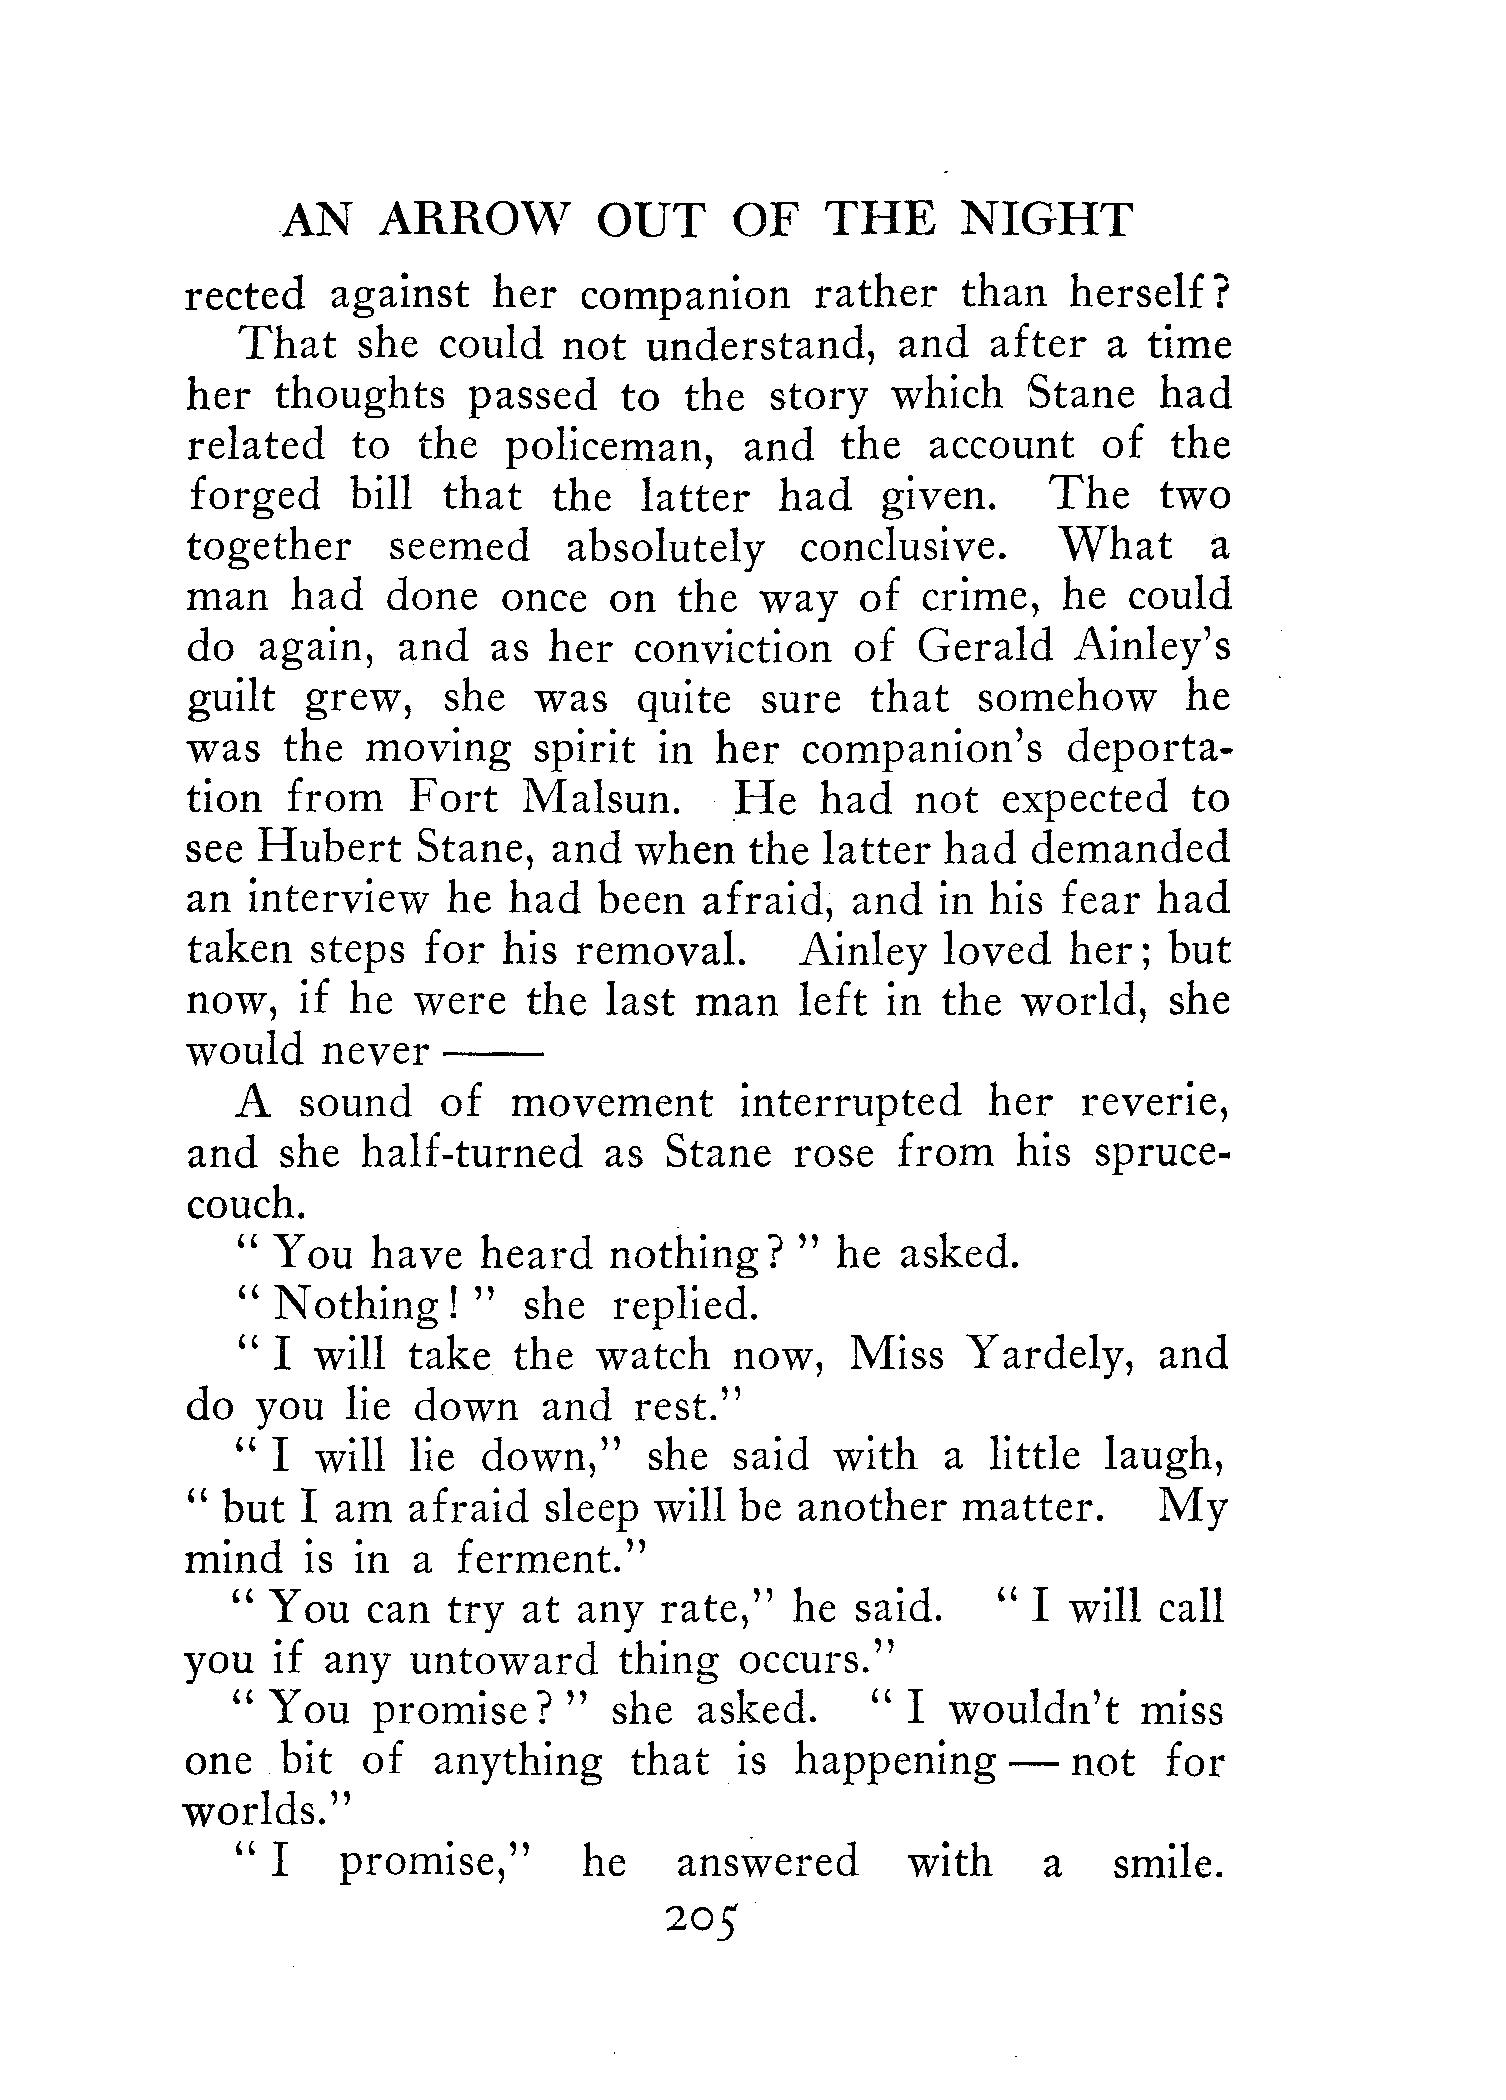 AN ARROW OUT OF THE NIGHT
rected against her companion rather than herself?
That she could not understand, and after a time
her thoughts passed to the story which Stane had
related to the policeman, and the account of the
forged bill that the latter had given. The two
together seemed absolutely conclusive. What a
man had done once on the way of crime, he could
do again, and as her conviction of Gerald Ainley's
guilt grew, she was quite sure that somehow he
was the moving spirit in her companion's deporta-
tion from Fort Malsun. He had not expected to
see Hubert Stane, and when the latter had demanded
an interview he had been afraid, and in his fear had
taken steps for his removal. Ainley loved her; but
now, if he were the last man left in the world, she
would never ——
A sound of movement interrupted her reverie,
and she half-turned as Stane rose from his spruce-
couch.
" You have heard nothing? " he asked.
" Nothing! " she replied.
" I will take the watch now, Miss Yardely, and
do you lie down and rest."
" I will lie down," she said with a little laugh,
" but I am afraid sleep will be another matter. My
mind is in a ferment."
" You can try at any rate," he said. " I will call
you if any untoward thing occurs."
" You promise? " she asked. " I wouldn't miss
one bit of anything that is happening — not for
worlds."
" I promise," he answered with a smile.
205